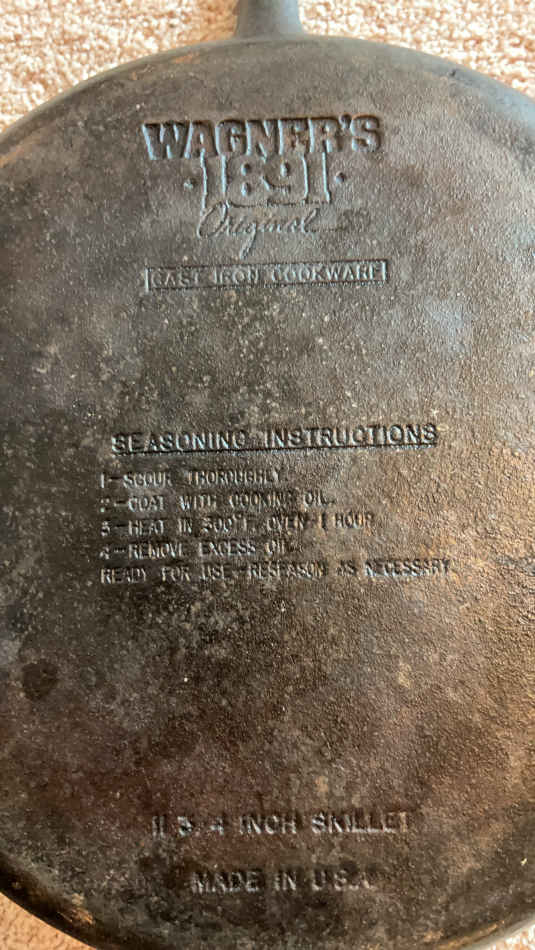 WAGNER'S
·1891·
Original
CAST IRON COOKWARE
SEASONING INSTRUCTIONS
1-SCOUR THOROUGHLY.
2-COAT WITH COOKING OIL.
3-HEAT IN 300°F. OVEN 1 HOUR.
4-REMOVE EXCESS OIL.
READY FOR USE-RESEASON AS NECESSARY
11 3/4 INCH SKILLET
MADE IN U.S.A.